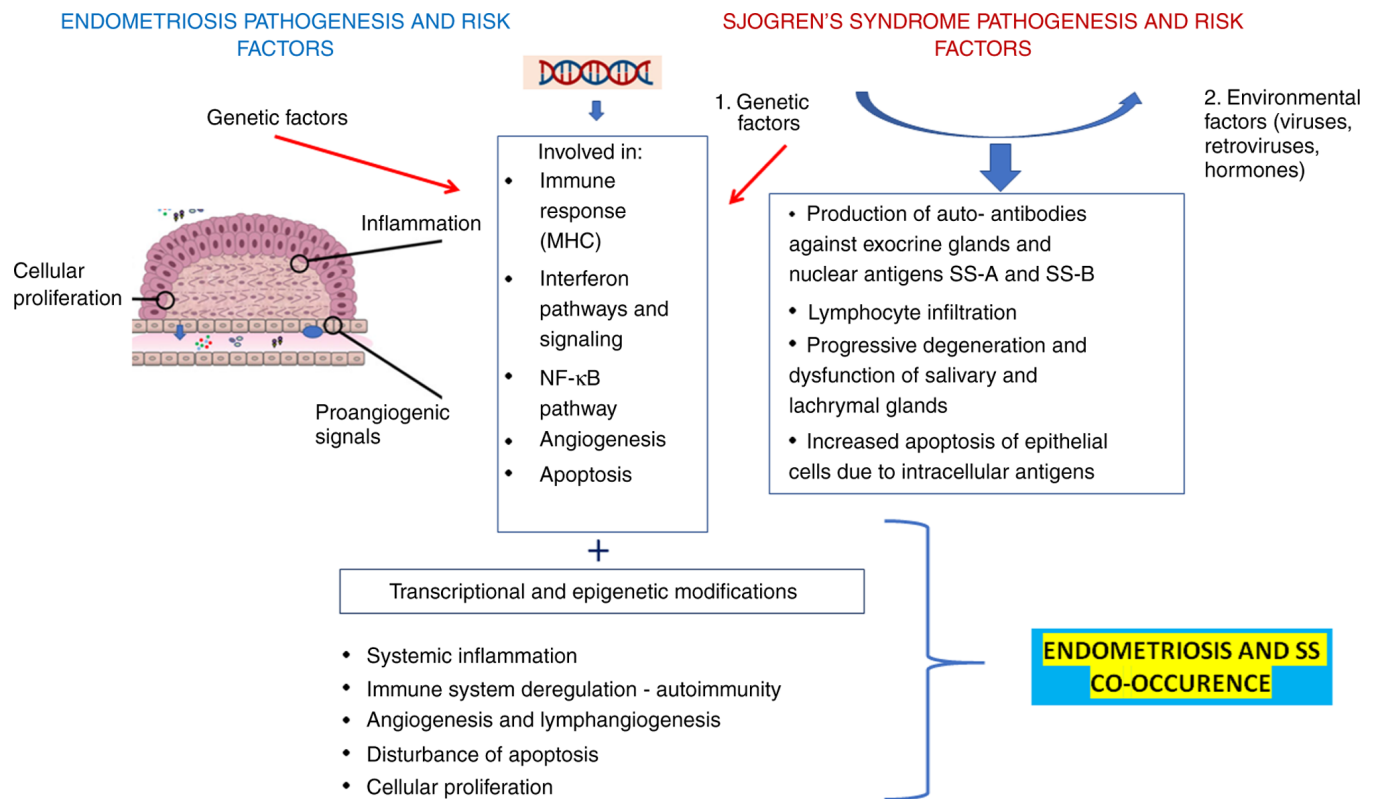 ENDOMETRIOSIS PATHOGENESIS AND RISK
FACTORS
SJOGREN'S SYNDROME PATHOGENESIS AND RISK
FACTORS
Genetic factors
Inflammation
Cellular
proliferation
Proangiogenic
signals
Involved in:
• Immune
response
(MHC)
• Interferon
pathways and
signaling
• NF-κB
pathway
• Angiogenesis
• Apoptosis
1. Genetic
factors
2. Environmental
factors (viruses,
retroviruses,
hormones)
• Production of auto- antibodies
against exocrine glands and
nuclear antigens SS-A and SS-B
• Lymphocyte infiltration
• Progressive degeneration and
dysfunction of salivary and
lachrymal glands
• Increased apoptosis of epithelial
cells due to intracellular antigens
+
Transcriptional and epigenetic modifications
• Systemic inflammation
• Immune system deregulation - autoimmunity
• Angiogenesis and lymphangiogenesis
• Disturbance of apoptosis
• Cellular proliferation
ENDOMETRIOSIS AND SS
CO-OCCURENCE